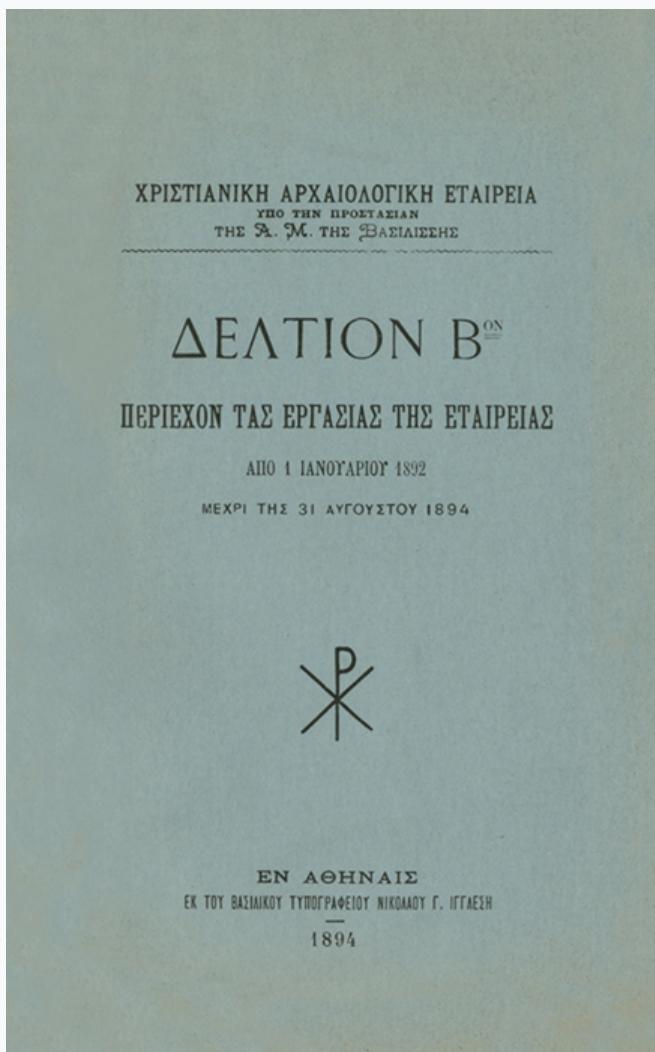 ΧΡΙΣΤΙΑΝΙΚΗ ΑΡΧΑΙΟΛΟΓΙΚΗ ΕΤΑΙΡΕΙΑ
ΥΠΟ ΤΗΝ ΠΡΟΣΤΑΣΙΑΝ
ΤΗΣ Α. Μ. ΤΗΣ ΒΑΣΙΛΙΣΣΗΣ
ΔΕΛΤΙΟΝ Βᴼᴺ
ΠΕΡΙΕΧΟΝ ΤΑΣ ΕΡΓΑΣΙΑΣ ΤΗΣ ΕΤΑΙΡΕΙΑΣ
ΑΠΟ 1 ΙΑΝΟΥΑΡΙΟΥ 1892
ΜΕΧΡΙ ΤΗΣ 31 ΑΥΓΟΥΣΤΟΥ 1894
ΕΝ ΑΘΗΝΑΙΣ
ΕΚ ΤΟΥ ΒΑΣΙΛΙΚΟΥ ΤΥΠΟΓΡΑΦΕΙΟΥ ΝΙΚΟΛΑΟΥ Γ. ΙΓΓΛΕΣΗ
1894